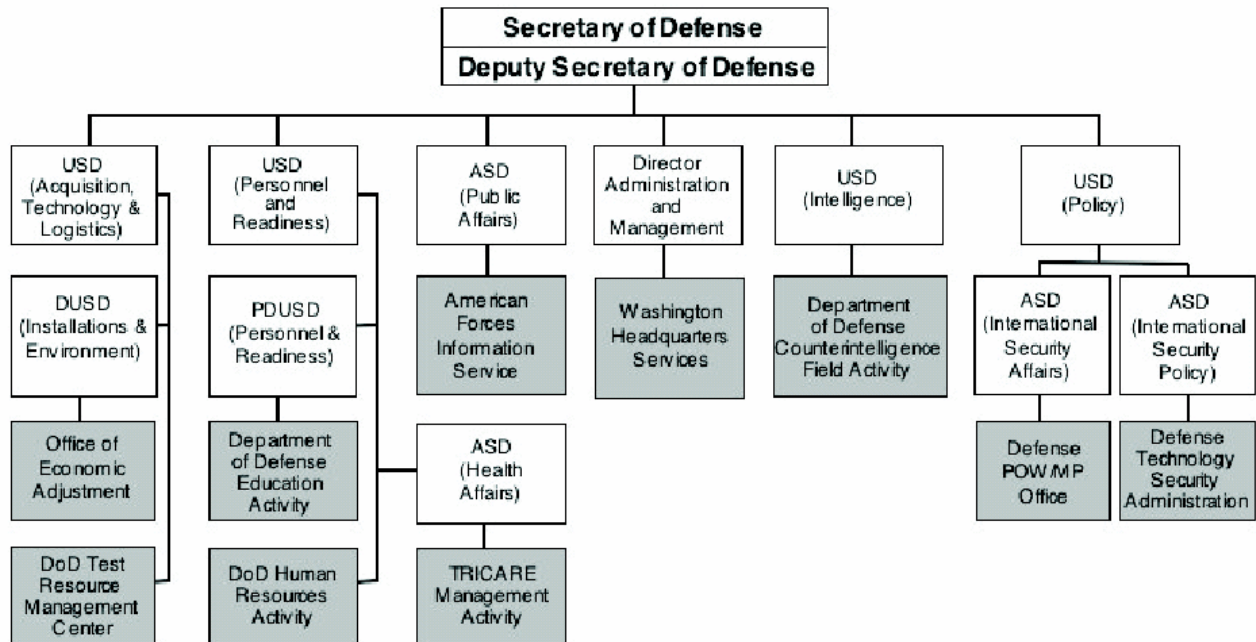 Secretary of Defense
Deputy Secretary of Defense
USD
(Acquisition,
Technology &
Logistics)
USD
(Personnel
and
Readiness)
ASD
(Public
Affairs)
Director
Administration
and
Management
USD
(Intelligence)
USD
(Policy)
DUSD
(Installations &
Environment)
PDUSD
(Personnel &
Readiness)
American
Forces
Information
Service
Washington
Headquarters
Services
Department
of Defense
Counterintelligence
Field Activity
ASD
(International
Security
Affairs)
ASD
(International
Security
Policy)
Office of
Economic
Adjustment
Department
of Defense
Education
Activity
ASD
(Health
Affairs)
Defense
POW/MP
Office
Defense
Technology
Security
Administration
DoD Test
Resource
Management
Center
DoD Human
Resources
Activity
TRICARE
Management
Activity